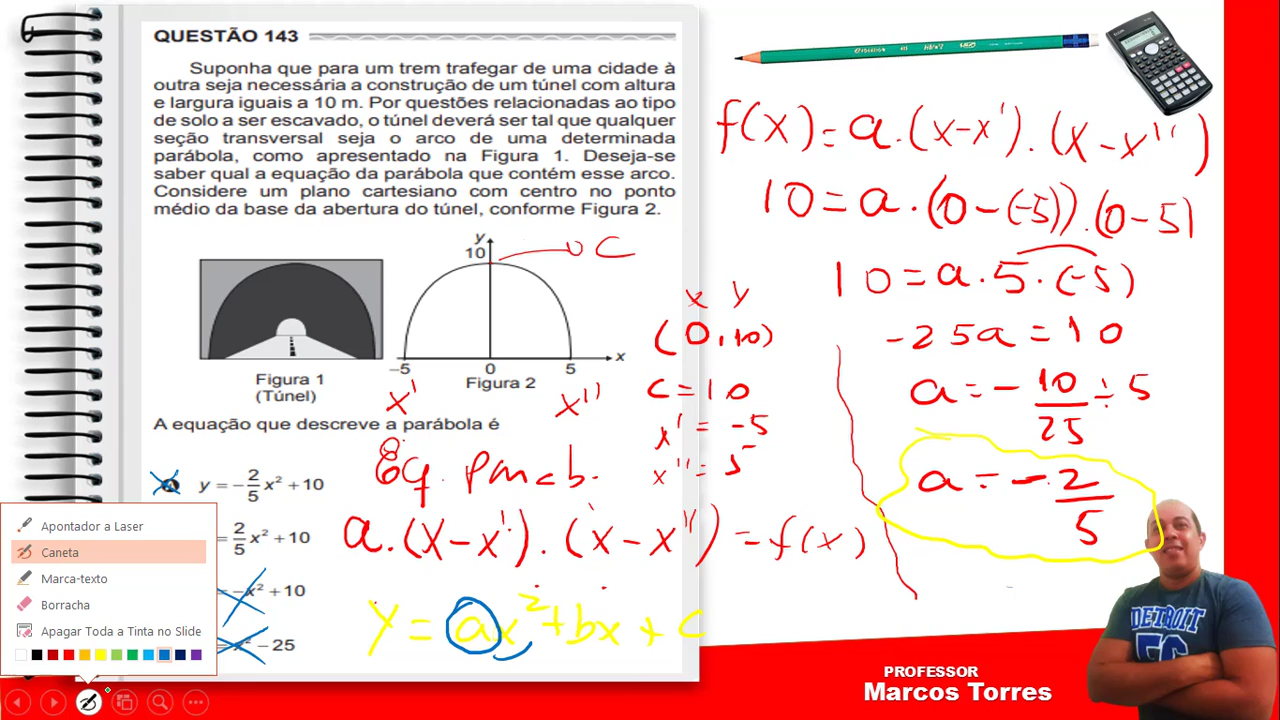 QUESTÃO 143
Suponha que para um trem trafegar de uma cidade à
outra seja necessária a construção de um túnel com altura
e largura iguais a 10 m. Por questões relacionadas ao tipo
de solo a ser escavado, o túnel deverá ser tal que qualquer
seção transversal seja o arco de uma determinada
parábola, como apresentado na Figura 1. Deseja-se
saber qual a equação da parábola que contém esse arco.
Considere um plano cartesiano com centro no ponto
médio da base da abertura do túnel, conforme Figura 2.
y
10
C
-5 0 5 x
Figura 1
(Túnel)
Figura 2
x' x''
A equação que descreve a parábola é
y = -2/5 x² + 10
= 2/5 x² + 10
= -x² + 10
= x² - 25
x y
(0,10)
C = 10
x' = -5
x'' = 5
a.(x-x').(x-x'') = f(x)
y = ax² + bx + c
f(x) = a.(x-x').(x-x'')
10 = a.(0-(-5)).(0-5)
10 = a.5.(-5)
-25a = 10
a = -10/25 ÷ 5
a = -2/5
Apontador a Laser
Caneta
Marca-texto
Borracha
Apagar Toda a Tinta no Slide
DETROIT
PROFESSOR
Marcos Torres